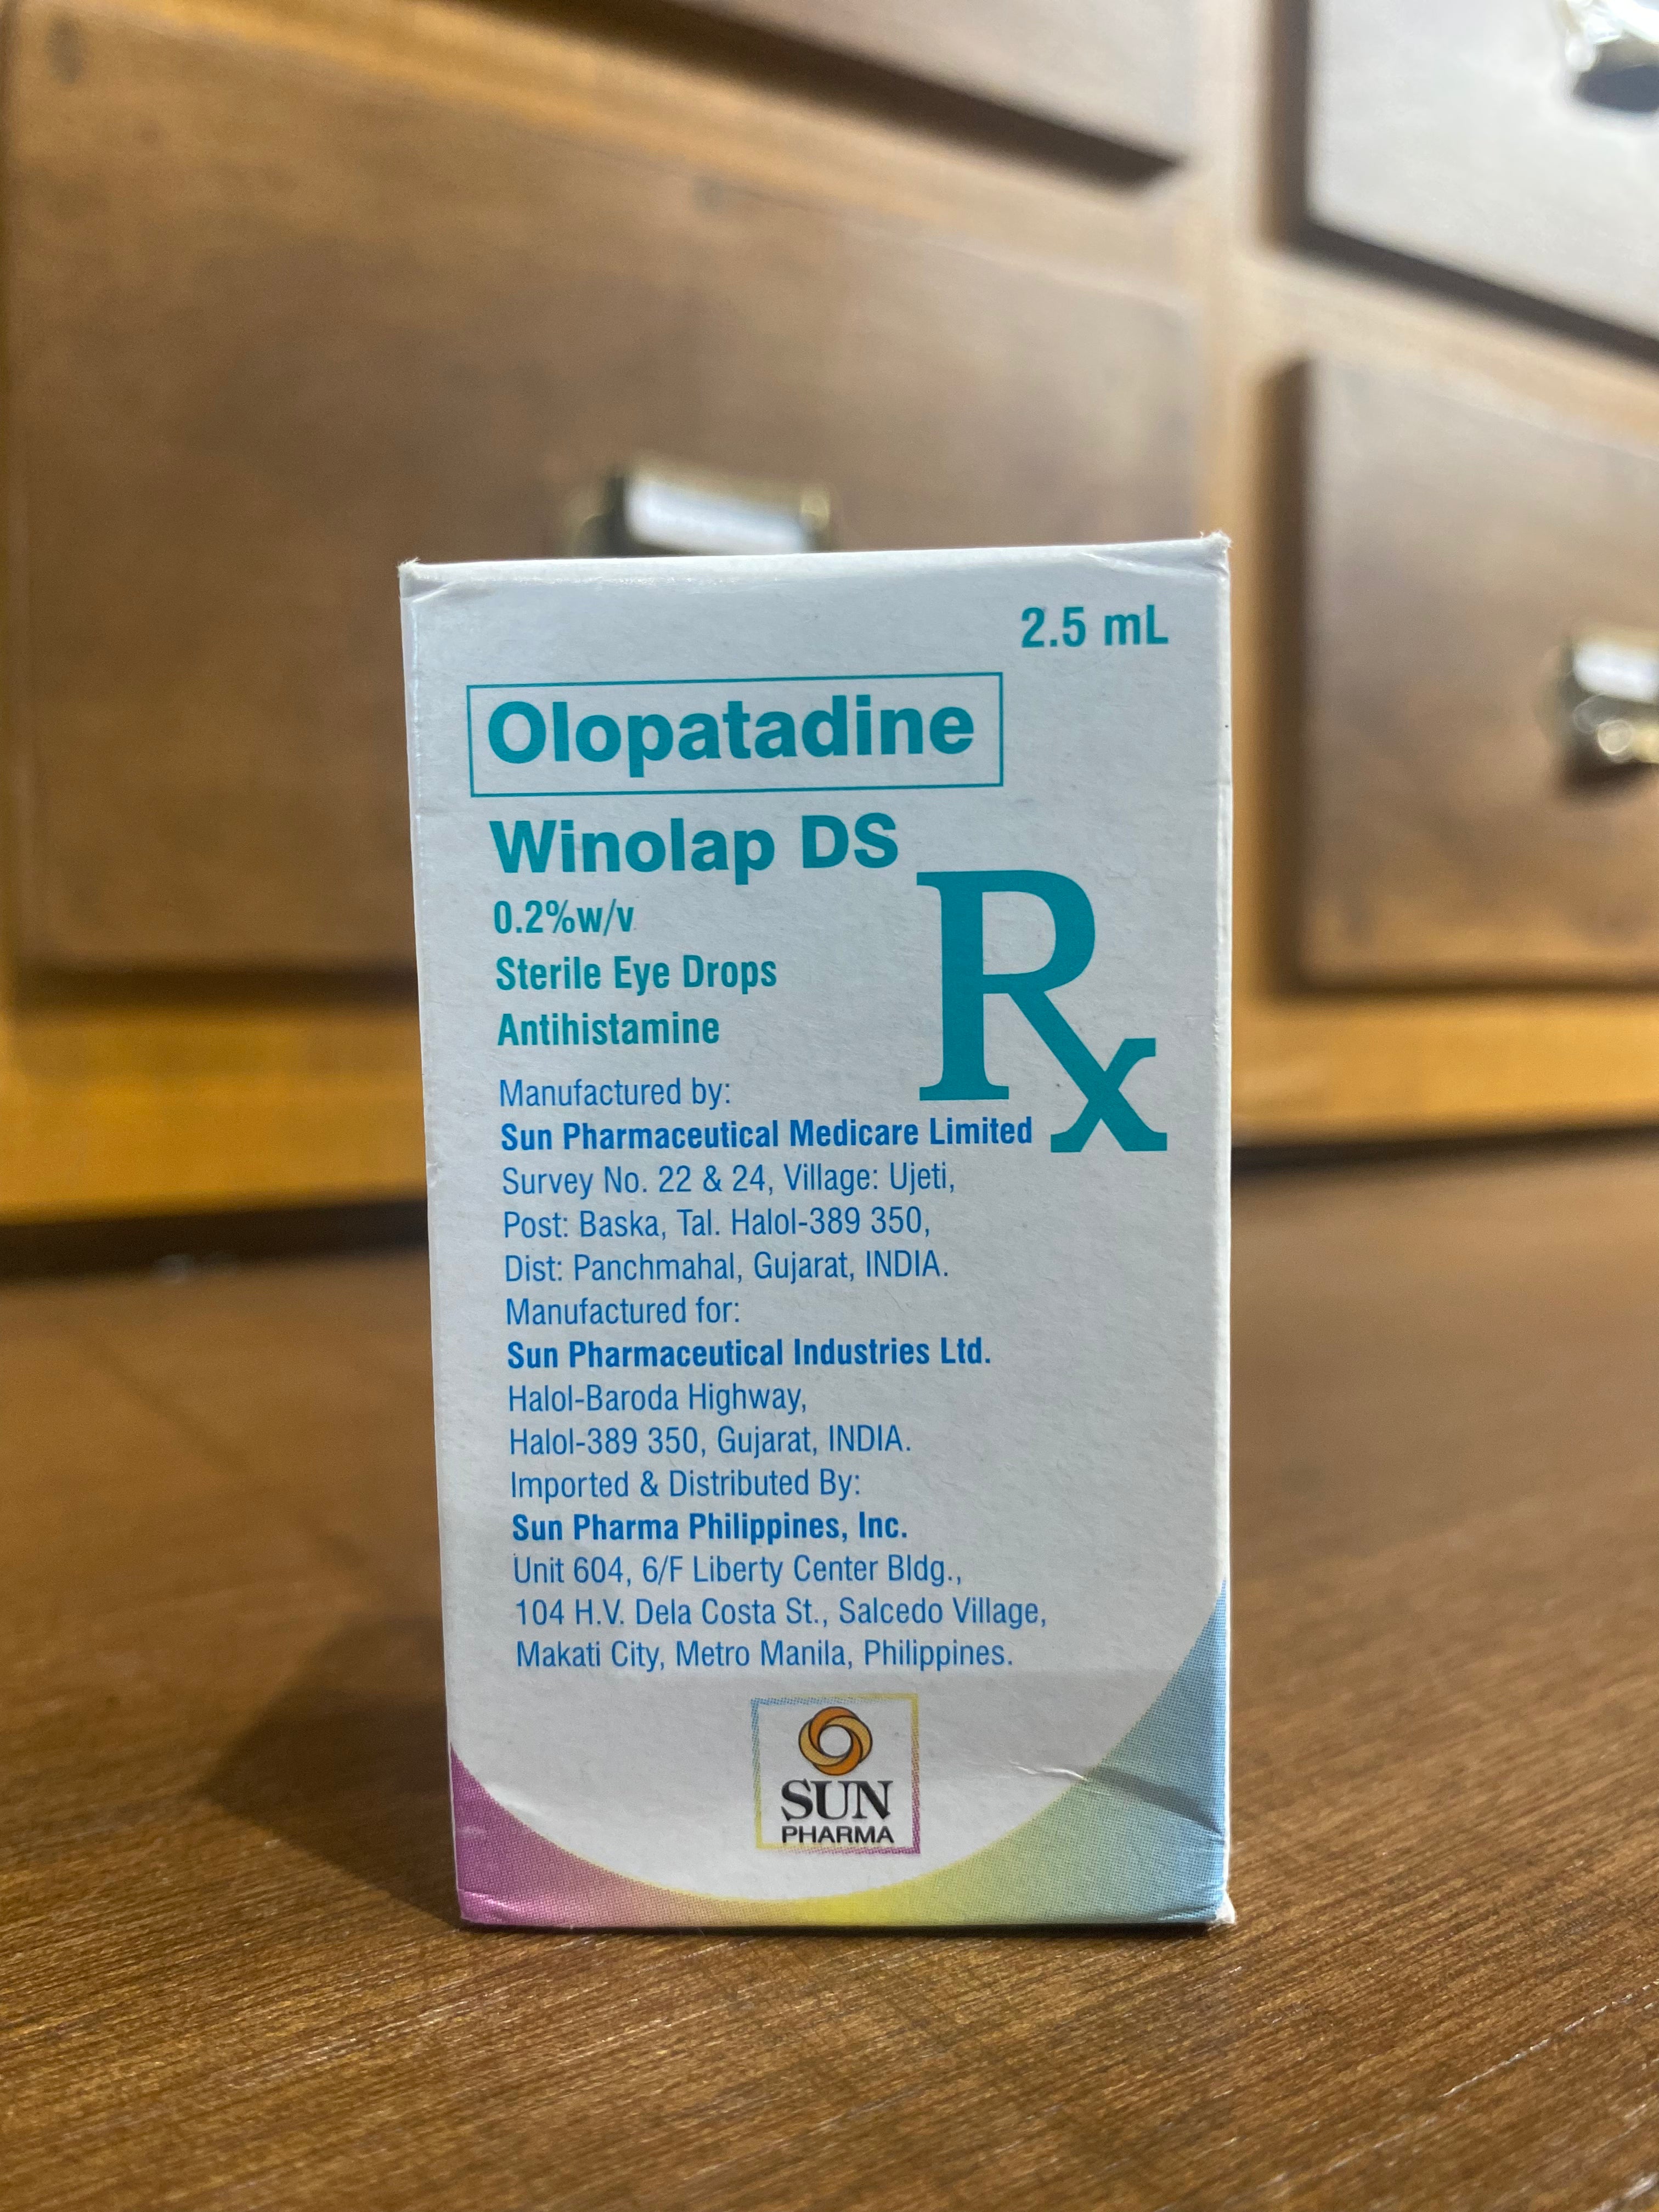 2.5 mL
Olopatadine
Winolap DS
0.2%w/v
Sterile Eye Drops
Antihistamine
Rx
Manufactured by:
Sun Pharmaceutical Medicare Limited
Survey No. 22 & 24, Village: Ujeti,
Post: Baska, Tal. Halol-389 350,
Dist: Panchmahal, Gujarat, INDIA.
Manufactured for:
Sun Pharmaceutical Industries Ltd.
Halol-Baroda Highway,
Halol-389 350, Gujarat, INDIA.
Imported & Distributed By:
Sun Pharma Philippines, Inc.
Unit 604, 6/F Liberty Center Bldg.,
104 H.V. Dela Costa St., Salcedo Village,
Makati City, Metro Manila, Philippines.
SUN
PHARMA